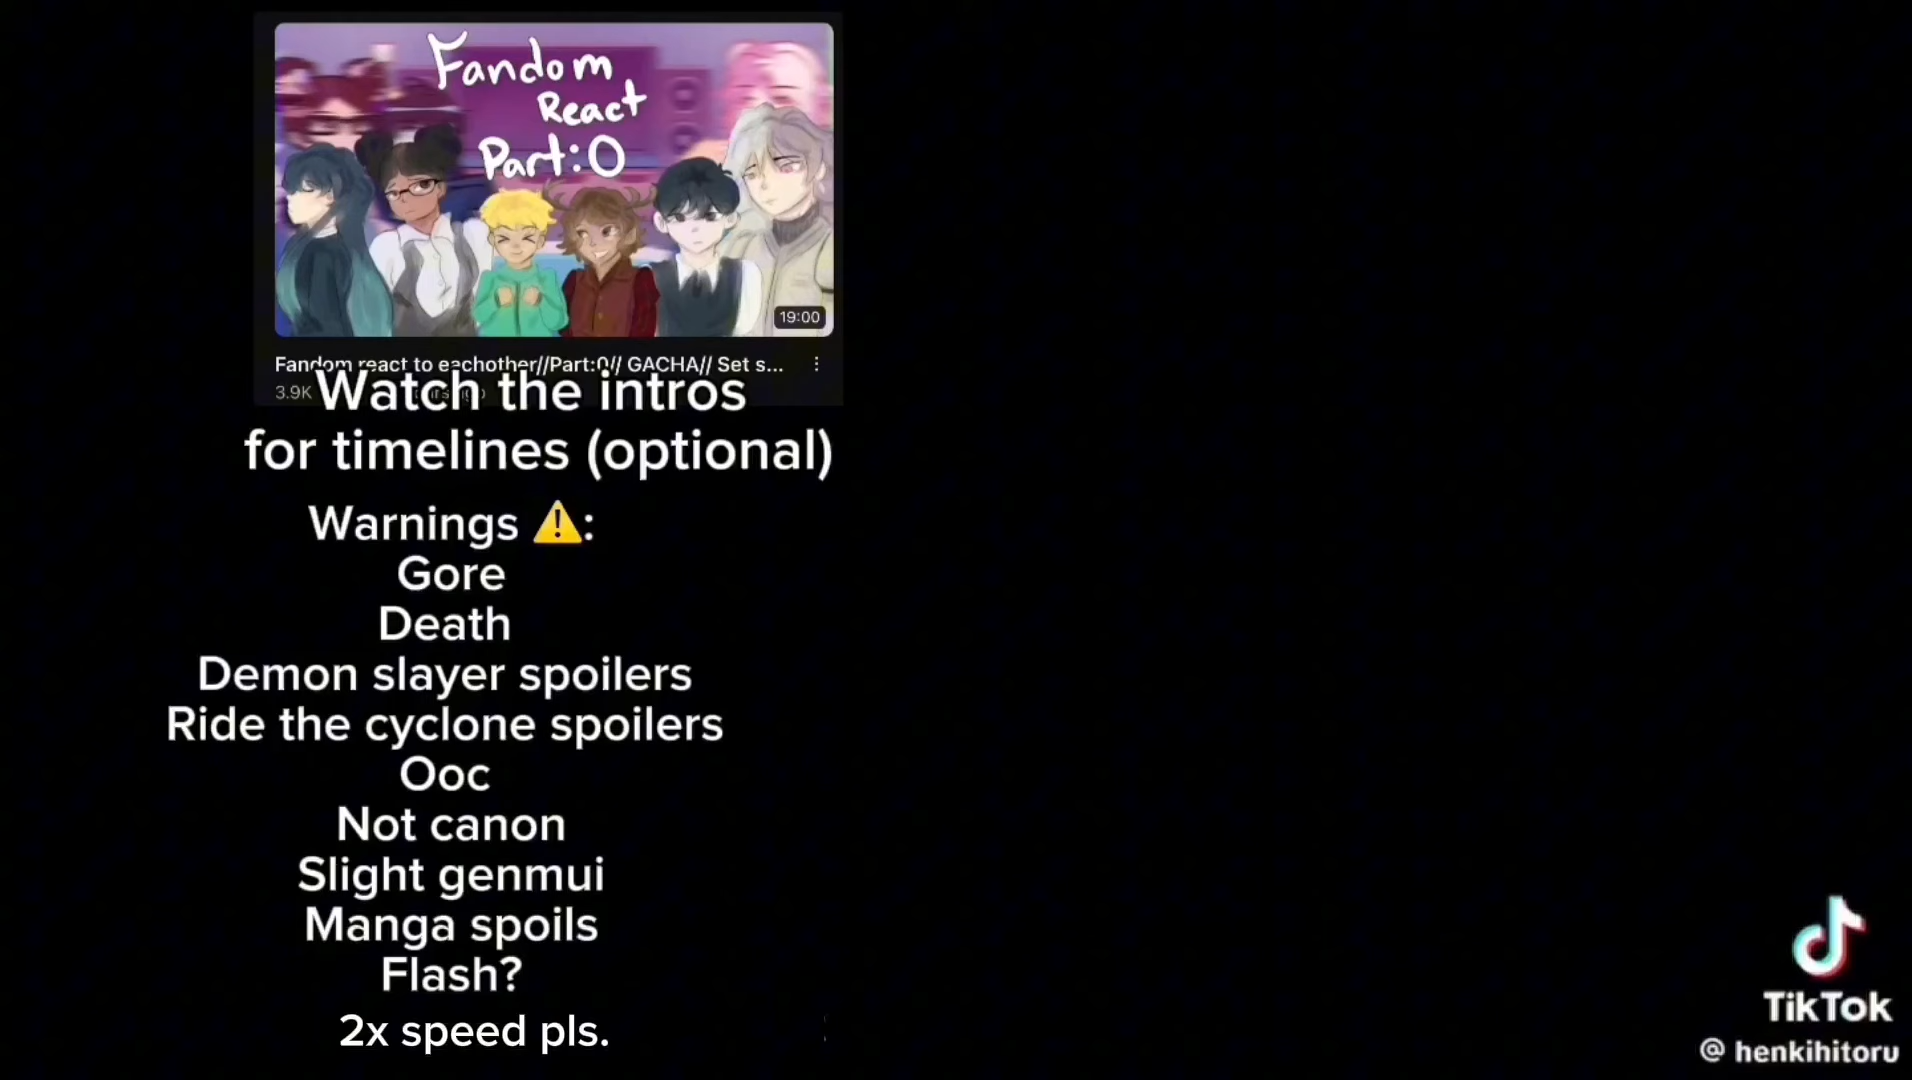 Fandom
React
Part:0
19:00
Fandom react to eachother//Part:0// GACHA// Set s...
3.9K
Watch the intros
for timelines (optional)
Warnings ⚠️:
Gore
Death
Demon slayer spoilers
Ride the cyclone spoilers
Ooc
Not canon
Slight genmui
Manga spoils
Flash?
2x speed pls.
TikTok
@ henkihitoru